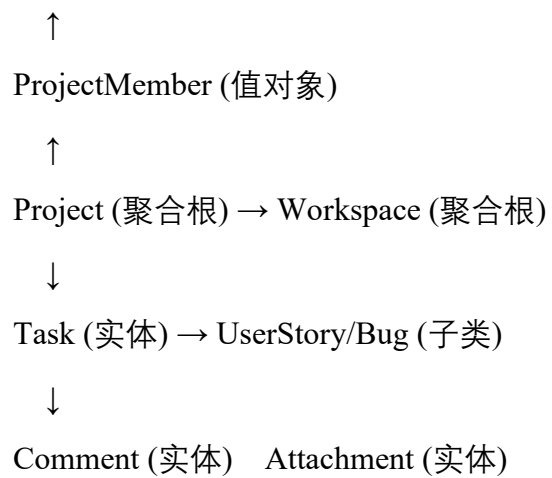 ↑
ProjectMember (值对象)
↑
Project (聚合根) → Workspace (聚合根)
↓
Task (实体) → UserStory/Bug (子类)
↓
Comment (实体) Attachment (实体)